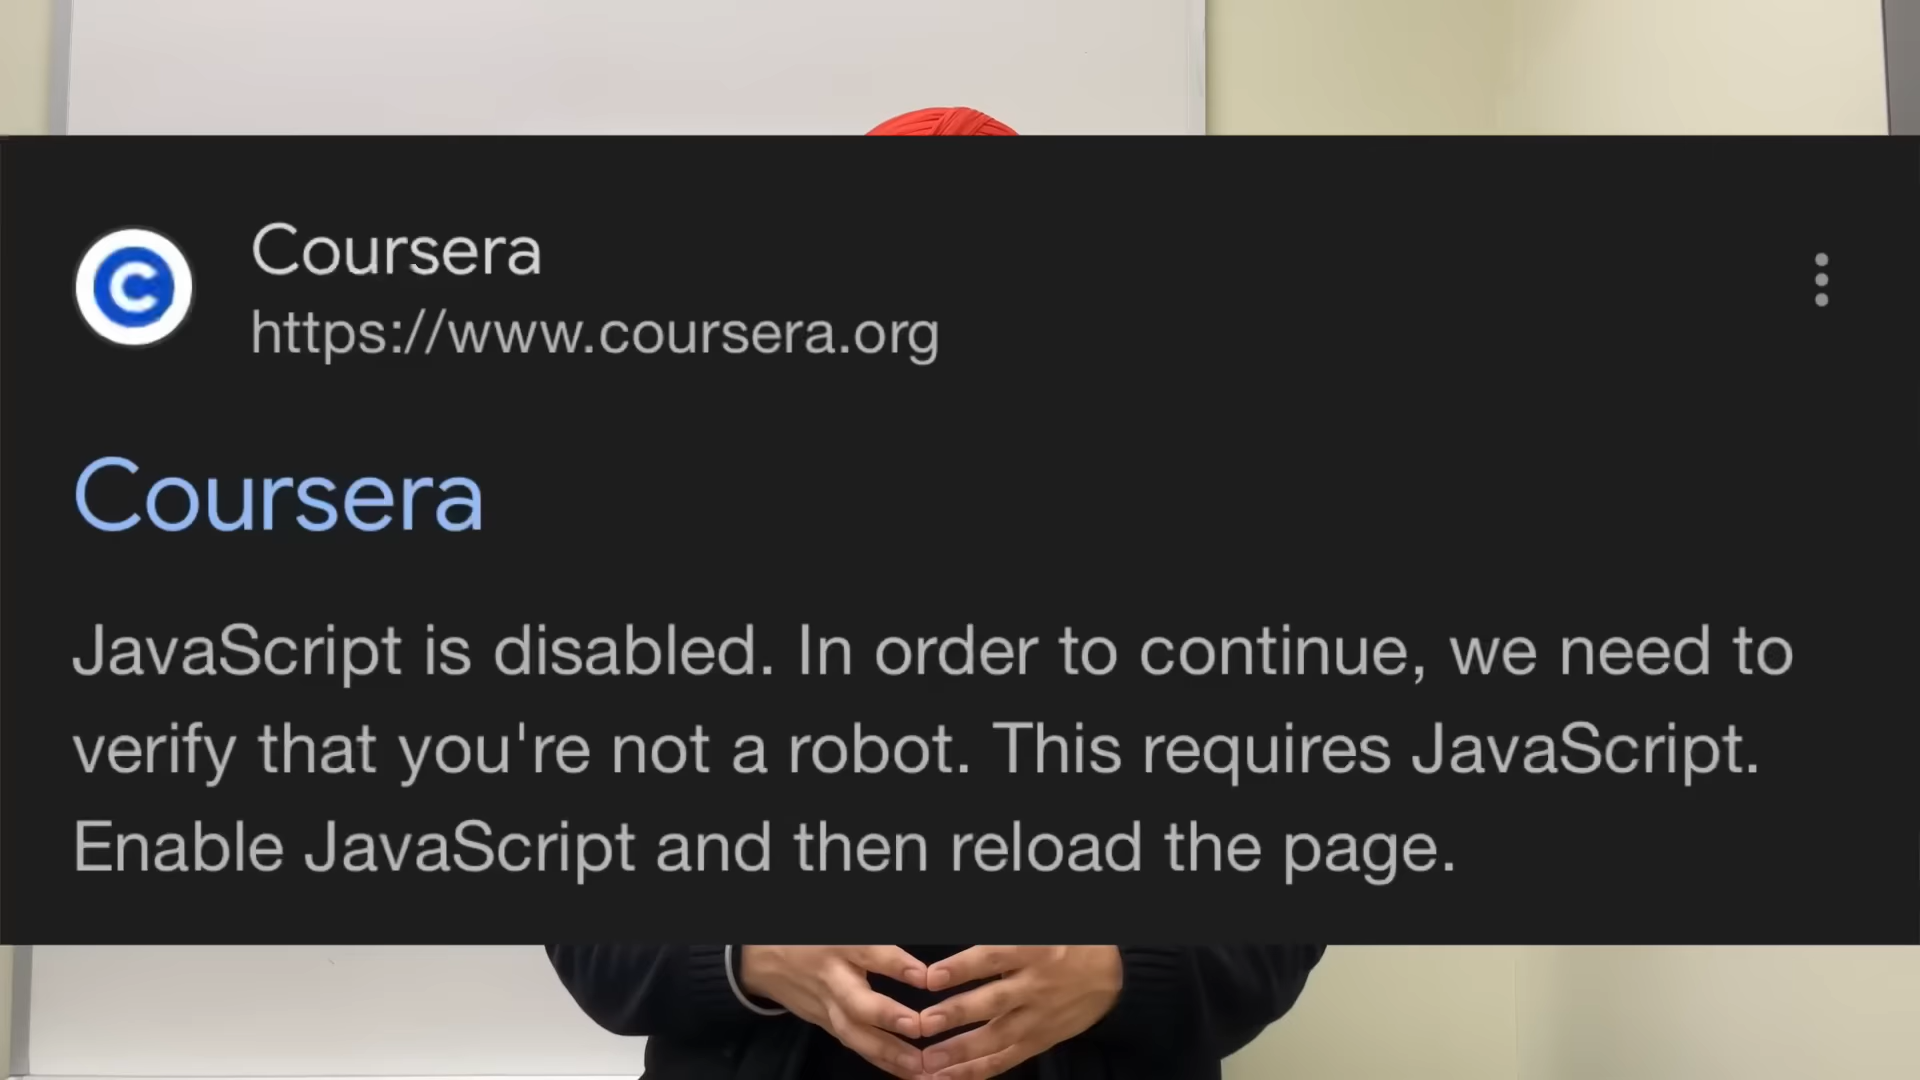 Coursera
https://www.coursera.org
Coursera
JavaScript is disabled. In order to continue, we need to
verify that you're not a robot. This requires JavaScript.
Enable JavaScript and then reload the page.